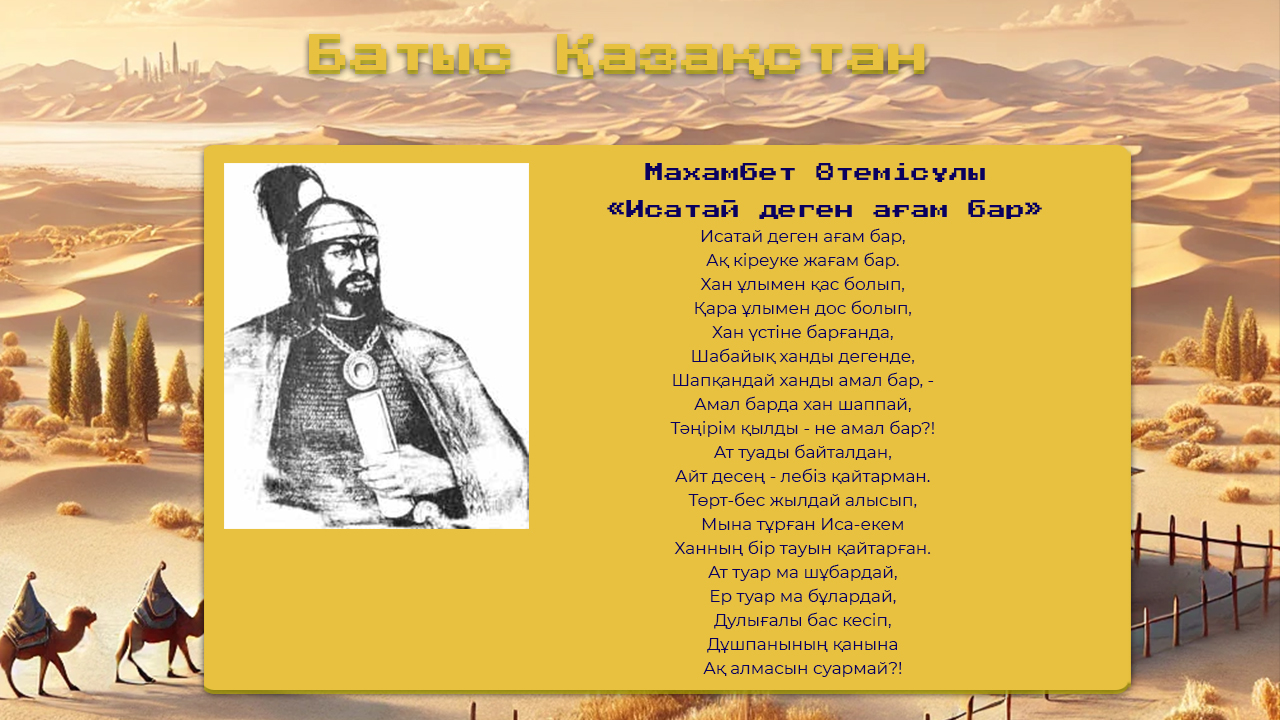 Батыс Қазақстан
Махамбет Өтемісұлы
«Исатай деген ағам бар»
Исатай деген ағам бар,
Ақ кіреуке жағам бар.
Хан ұлымен қас болып,
Қара ұлымен дос болып,
Хан үстіне барғанда,
Шабайық ханды дегенде,
Шапқандай ханды амал бар, -
Амал барда хан шаппай,
Тәңірім қылды - не амал бар?!
Ат туады байталдан,
Айт десең - лебіз қайтарман.
Төрт-бес жылдай алысып,
Мына тұрған Иса-екем
Ханның бір тауын қайтарған.
Ат туар ма шұбардай,
Ер туар ма бұлардай,
Дулығалы бас кесіп,
Дұшпанының қанына
Ақ алмасын суармай?!